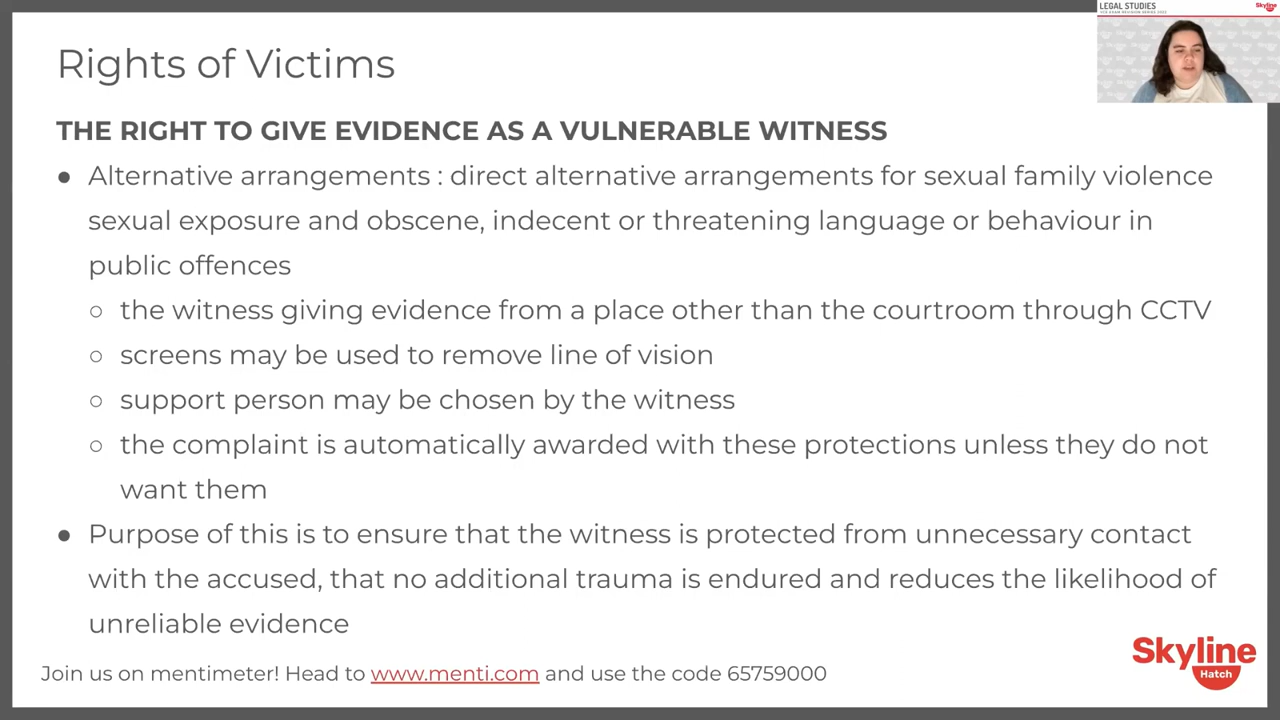 LEGAL STUDIES
VCE EXAM REVISION SERIES 2022
Skyline
Rights of Victims
THE RIGHT TO GIVE EVIDENCE AS A VULNERABLE WITNESS
● Alternative arrangements : direct alternative arrangements for sexual family violence
sexual exposure and obscene, indecent or threatening language or behaviour in
public offences
○ the witness giving evidence from a place other than the courtroom through CCTV
○ screens may be used to remove line of vision
○ support person may be chosen by the witness
○ the complaint is automatically awarded with these protections unless they do not
want them
● Purpose of this is to ensure that the witness is protected from unnecessary contact
with the accused, that no additional trauma is endured and reduces the likelihood of
unreliable evidence
Join us on mentimeter! Head to www.menti.com and use the code 65759000
Skyline
Hatch